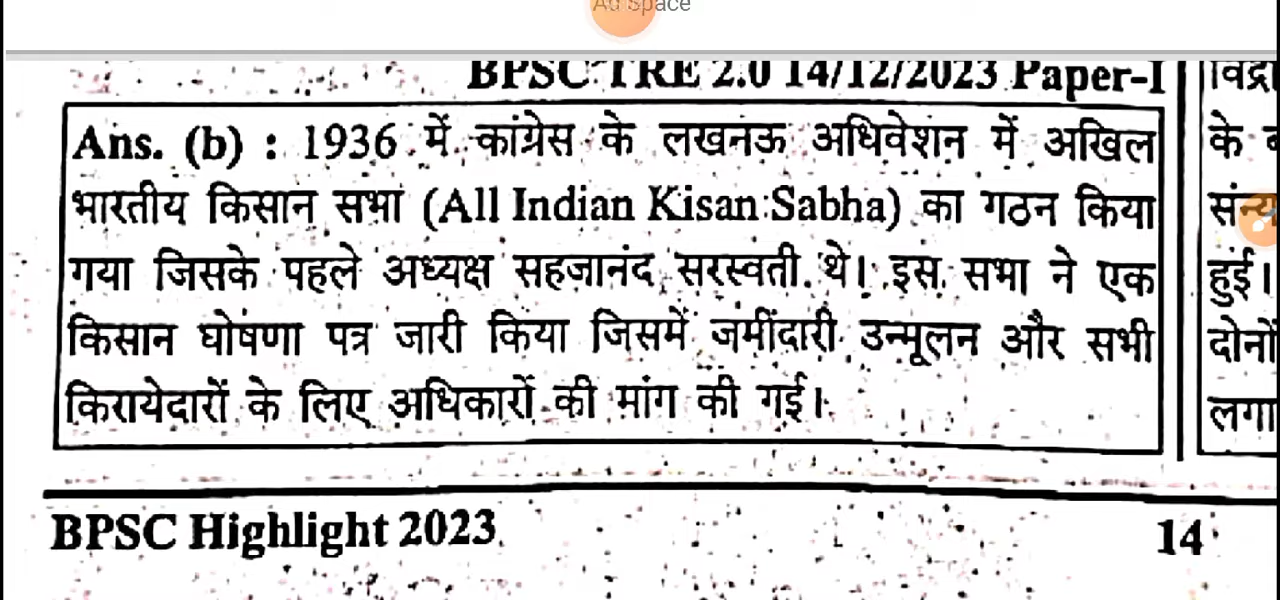 Ad Space
BPSC TRE 2.0 14/12/2023 Paper-I
Ans. (b) : 1936 में कांग्रेस के लखनऊ अधिवेशन में अखिल
भारतीय किसान सभा (All Indian Kisan Sabha) का गठन किया
गया जिसके पहले अध्यक्ष सहजानंद सरस्वती थे। इस सभा ने एक
किसान घोषणा पत्र जारी किया जिसमें जमींदारी उन्मूलन और सभी
किरायेदारों के लिए अधिकारों की मांग की गई।
के
हुई।
दोनों
लगा
BPSC Highlight 2023
14